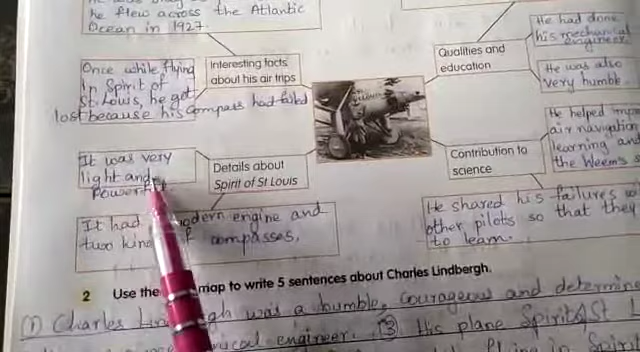 he flew across the Atlantic
Ocean in 1927.
Once while flying
in Spirit of
St Louis, he got
lost because his compass had failed
Interesting facts
about his air trips
It was very
light and
Powerful.
Details about
Spirit of St Louis
It had modern engine and
two kinds of compasses.
He had done
his mechanical
engineer
Qualities and
education
He was also
very humble.
He helped
air navigation
learning and
the Weems
Contribution to
science
He shared his failures
other pilots so that they
to learn.
2 Use the map to write 5 sentences about Charles Lindbergh.
(1) Charles was a humble, courageous and
engineer. (3) His plane Spirit of St